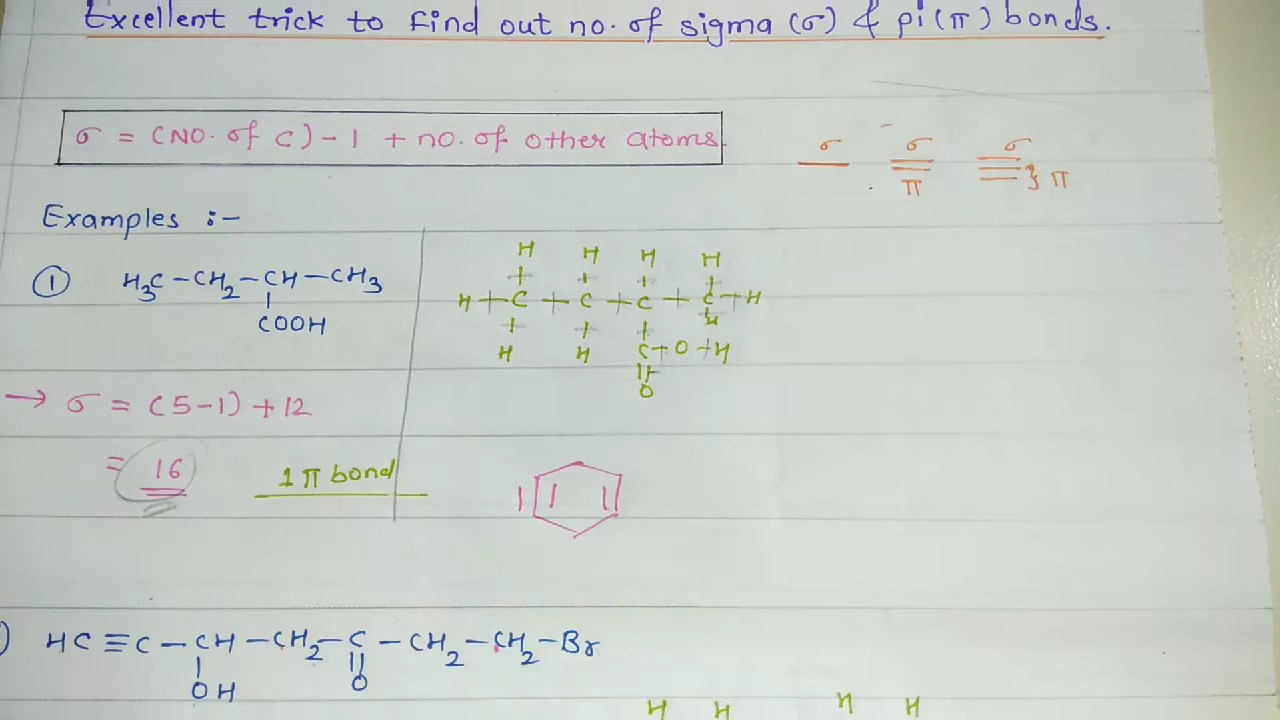 Excellent trick to find out no. of sigma (σ) & pi(π) bonds.
σ = (NO. of C) - 1 + no. of other atoms
σ σ σ
π } π
Examples :-
① H₃C - CH₂ - CH - CH₃
COOH
H H H H
H + C + C + C + C + H
H H H
C + O + H
O
→ σ = (5-1) + 12
= 16 1 π bond
) HC ≡ C - CH - CH₂ - C - CH₂ - CH₂ - Br
OH O
H H H H